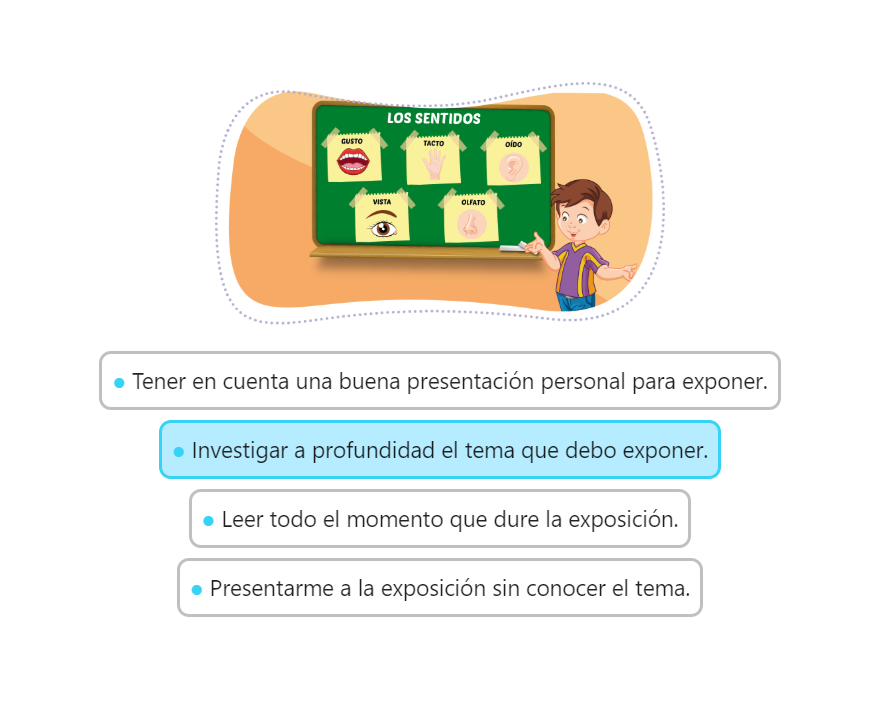 LOS SENTIDOS
GUSTO
TACTO
OÍDO
VISTA
OLFATO
• Tener en cuenta una buena presentación personal para exponer.
• Investigar a profundidad el tema que debo exponer.
• Leer todo el momento que dure la exposición.
• Presentarme a la exposición sin conocer el tema.